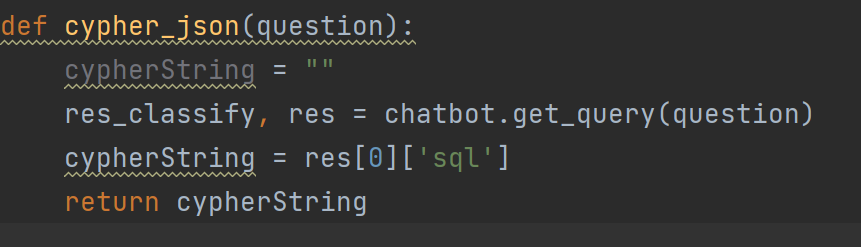 def cypher_json(question):
    cypherString = ""
    res_classify, res = chatbot.get_query(question)
    cypherString = res[0]['sql']
    return cypherString